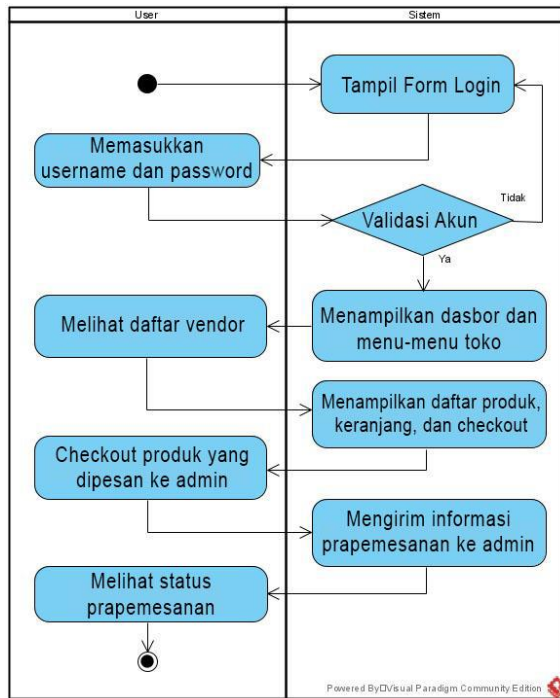 User
Sistem
Tampil Form Login
Memasukkan
username dan password
Tidak
Validasi Akun
Ya
Melihat daftar vendor
Menampilkan dasbor dan
menu-menu toko
Menampilkan daftar produk,
keranjang, dan checkout
Checkout produk yang
dipesan ke admin
Mengirim informasi
prapemesanan ke admin
Melihat status
prapemesanan
Powered By□Visual Paradigm Community Edition